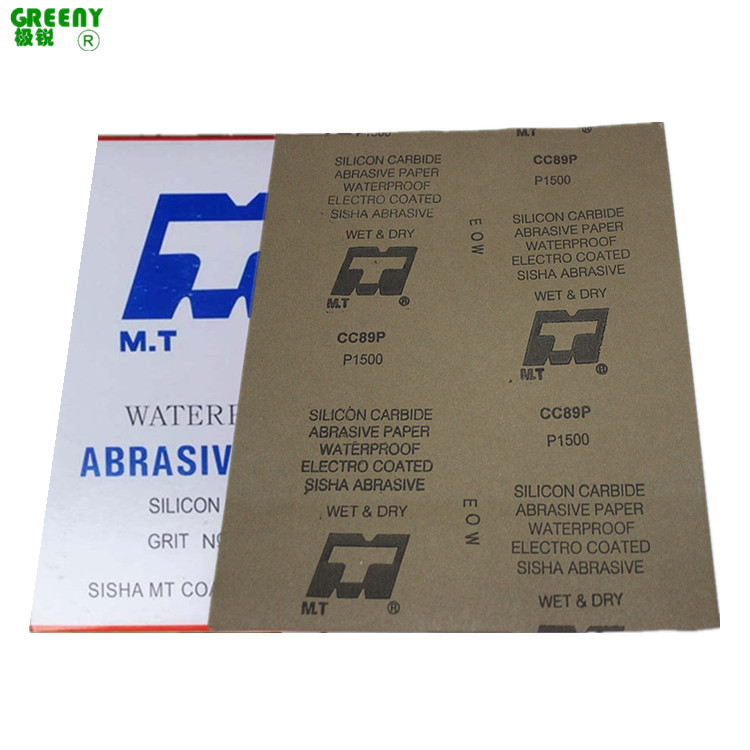 GREENY
极锐 ®
M.T
WATERP
ABRASIV
SILICON
GRIT Nº
SISHA MT COA
P1500
SILICON CARBIDE
ABRASIVE PAPER
WATERPROOF
ELECTRO COATED
SISHA ABRASIVE
WET & DRY
M.T ®
CC89P
P1500
SILICON CARBIDE
ABRASIVE PAPER
WATERPROOF
ELECTRO COATED
SISHA ABRASIVE
WET & DRY
M.T ®
EOW
EOW
M.T ®
CC89P
P1500
SILICON CARBIDE
ABRASIVE PAPER
WATERPROOF
ELECTRO COATED
SISHA ABRASIVE
WET & DRY
M.T ®
CC89P
P1500
SILICON CARBIDE
ABRASIVE PAPER
WATERPROOF
ELECTRO COATED
SISHA ABRASIVE
WET & DRY